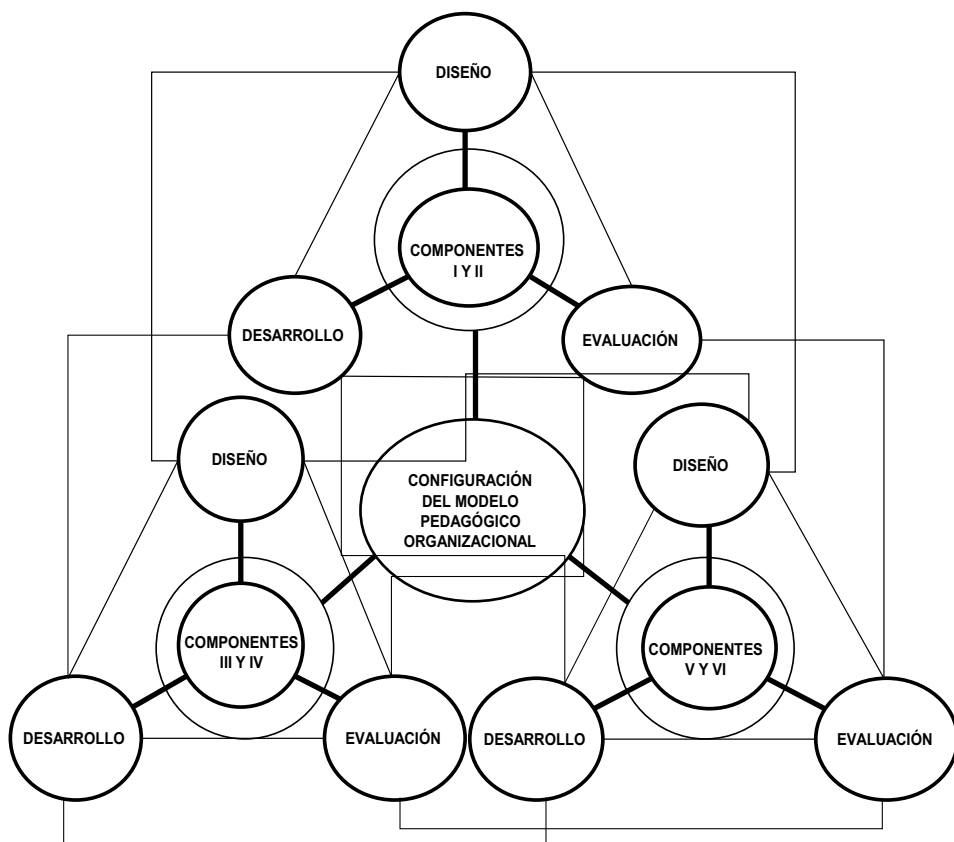 DISEÑO
COMPONENTES
I Y II
DESARROLLO
EVALUACIÓN
DISEÑO
DISEÑO
CONFIGURACIÓN
DEL MODELO
PEDAGÓGICO
ORGANIZACIONAL
COMPONENTES
III Y IV
COMPONENTES
V Y VI
DESARROLLO
EVALUACIÓN
DESARROLLO
EVALUACIÓN